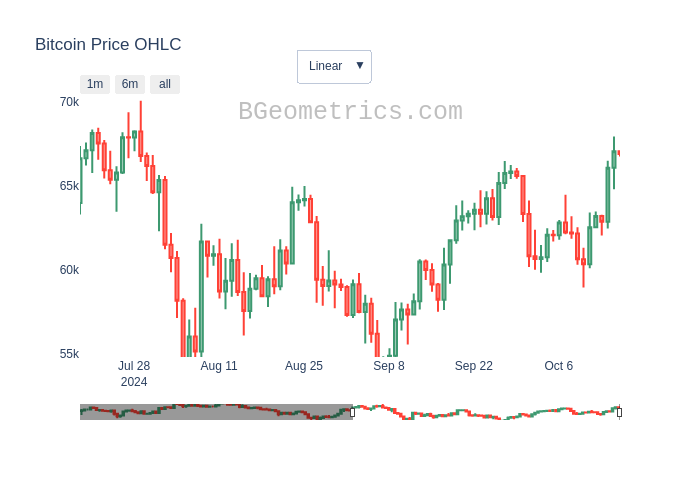 Bitcoin Price OHLC
Linear ▼
1m 6m all
BGeometrics.com
70k
65k
60k
55k
Jul 28 Aug 11 Aug 25 Sep 8 Sep 22 Oct 6
2024